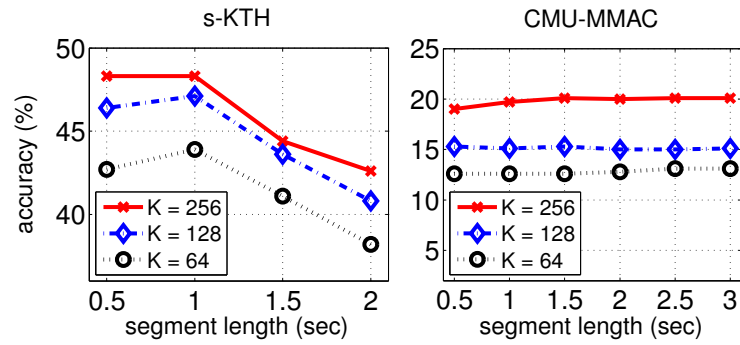 s-KTH
accuracy (%)
50
45
40
K = 256
K = 128
K = 64
0.5 1 1.5 2
segment length (sec)
CMU-MMAC
25
20
15
10
5
K = 256
K = 128
K = 64
0.5 1 1.5 2 2.5 3
segment length (sec)